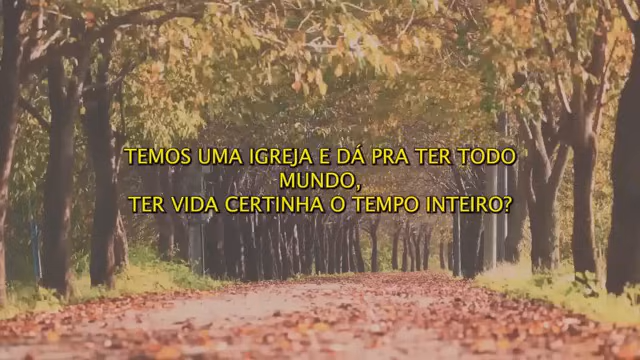 TEMOS UMA IGREJA E DÁ PRA TER TODO
MUNDO,
TER VIDA CERTINHA O TEMPO INTEIRO?